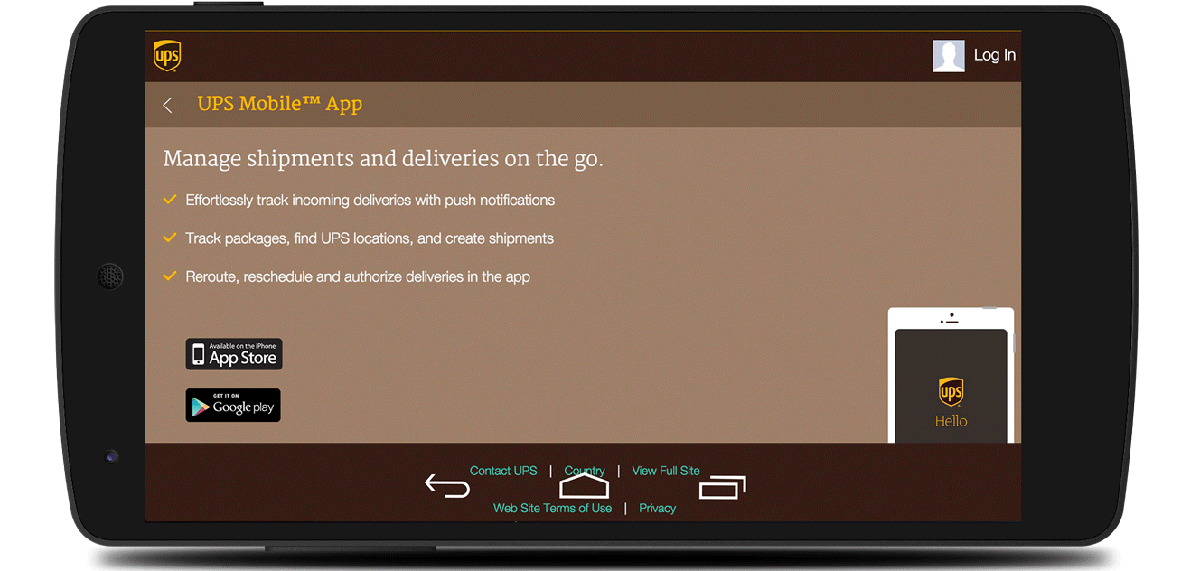 ups
Log In
UPS Mobile™ App
Manage shipments and deliveries on the go.
Effortlessly track incoming deliveries with push notifications
Track packages, find UPS locations, and create shipments
Reroute, reschedule and authorize deliveries in the app
Available on the iPhone
App Store
GET IT ON
Google play
ups
Hello
Contact UPS | Country | View Full Site
Web Site Terms of Use | Privacy